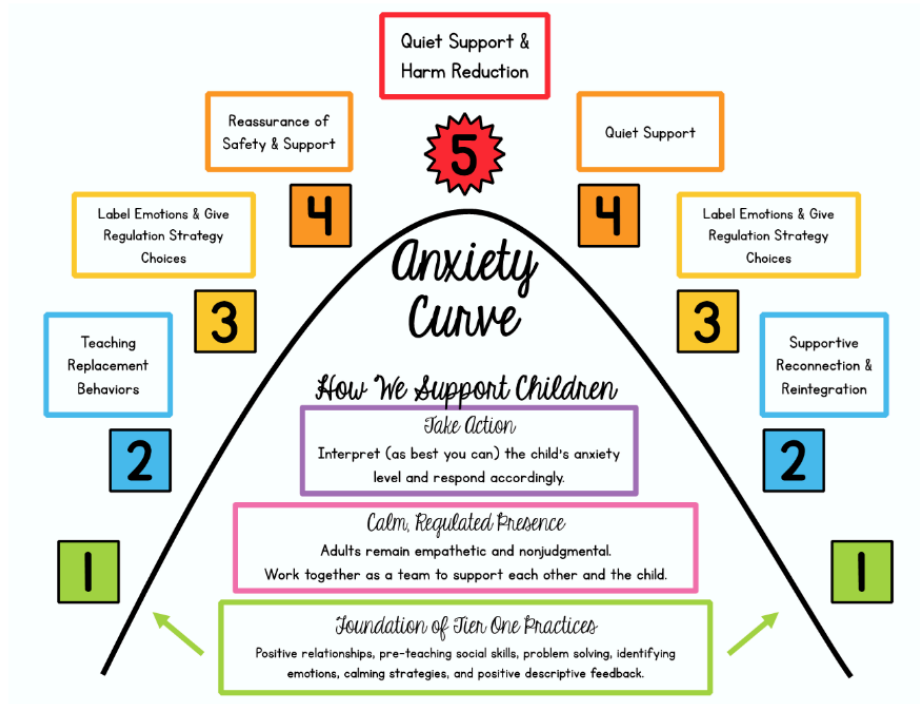 Quiet Support &
Harm Reduction
Reassurance of
Safety & Support
5
Quiet Support
4
4
Label Emotions & Give
Regulation Strategy
Choices
Label Emotions & Give
Regulation Strategy
Choices
Anxiety
Curve
3
3
Teaching
Replacement
Behaviors
Supportive
Reconnection &
Reintegration
How We Support Children
Take Action
Interpret (as best you can) the child's anxiety
level and respond accordingly.
2
2
Calm, Regulated Presence
Adults remain empathetic and nonjudgmental.
Work together as a team to support each other and the child.
1
1
Foundation of Tier One Practices
Positive relationships, pre-teaching social skills, problem solving, identifying
emotions, calming strategies, and positive descriptive feedback.